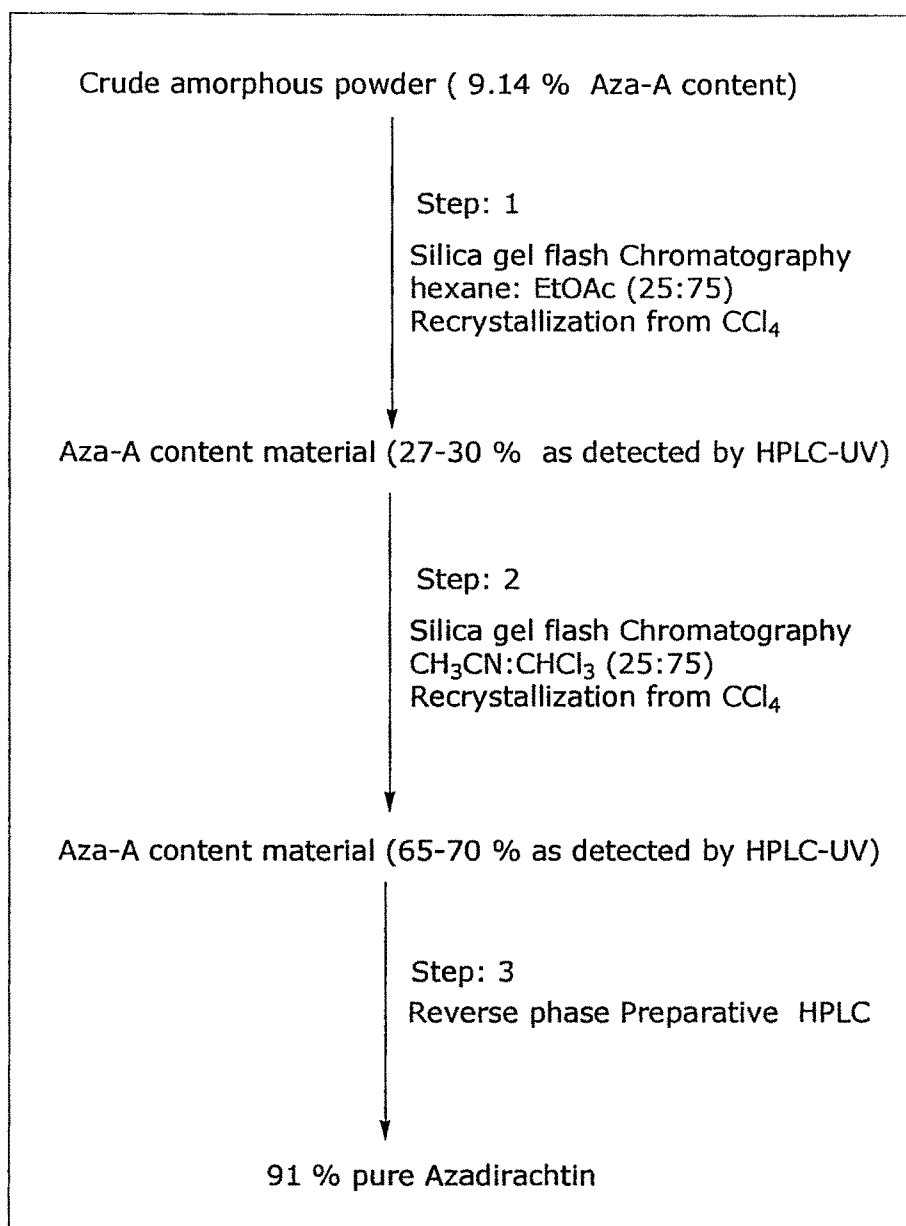 Crude amorphous powder ( 9.14 % Aza-A content)
Step: 1
Silica gel flash Chromatography
hexane: EtOAc (25:75)
Recrystallization from CCl₄
Aza-A content material (27-30 % as detected by HPLC-UV)
Step: 2
Silica gel flash Chromatography
CH₃CN:CHCl₃ (25:75)
Recrystallization from CCl₄
Aza-A content material (65-70 % as detected by HPLC-UV)
Step: 3
Reverse phase Preparative HPLC
91 % pure Azadirachtin